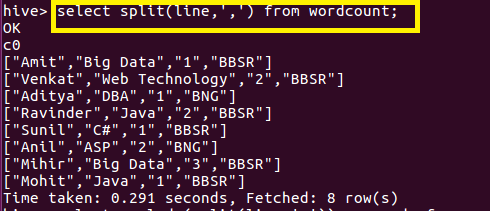 hive> select split(line,',') from wordcount;
OK
c0
["Amit","Big Data","1","BBSR"]
["Venkat","Web Technology","2","BBSR"]
["Aditya","DBA","1","BNG"]
["Ravinder","Java","2","BBSR"]
["Sunil","C#","1","BBSR"]
["Anil","ASP","2","BNG"]
["Mihir","Big Data","3","BBSR"]
["Mohit","Java","1","BBSR"]
Time taken: 0.291 seconds, Fetched: 8 row(s)